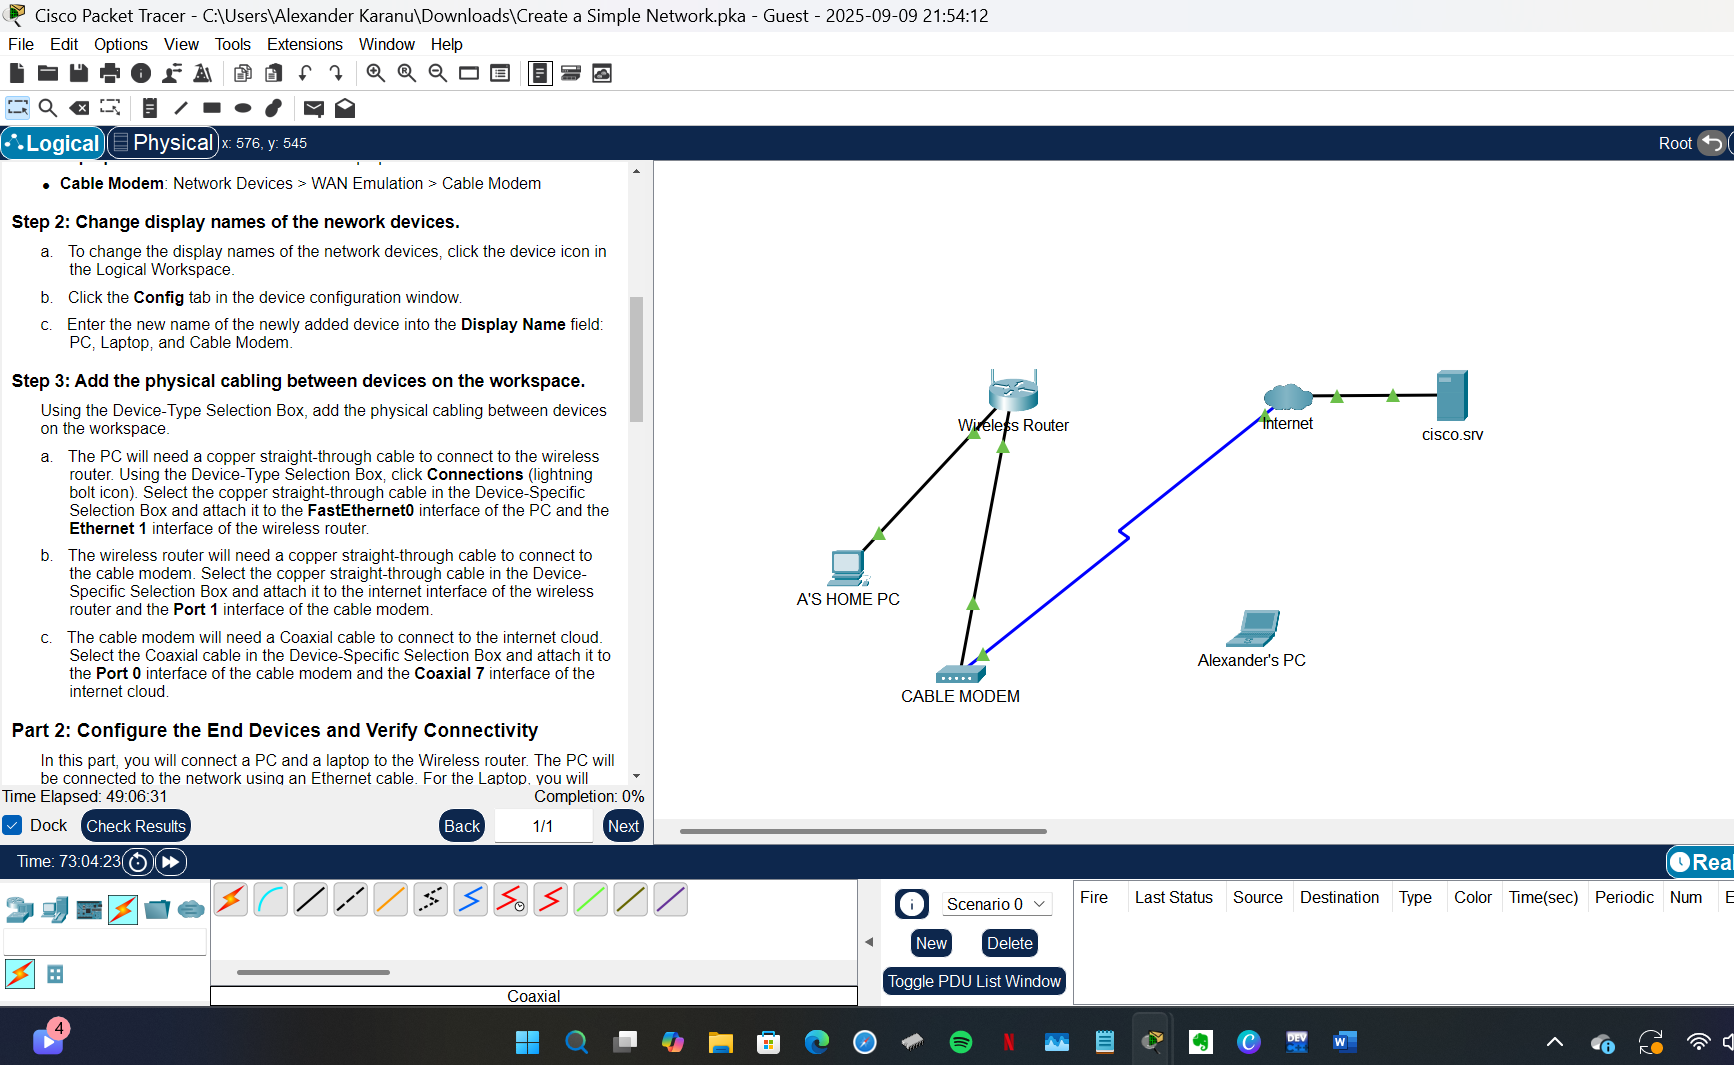 Cisco Packet Tracer - C:\Users\Alexander Karanu\Downloads\Create a Simple Network.pka - Guest - 2025-09-09 21:54:12
File Edit Options View Tools Extensions Window Help
Logical Physical x: 576, y: 545
Root
• Cable Modem: Network Devices > WAN Emulation > Cable Modem
Step 2: Change display names of the nework devices.
a. To change the display names of the network devices, click the device icon in
the Logical Workspace.
b. Click the Config tab in the device configuration window.
c. Enter the new name of the newly added device into the Display Name field:
PC, Laptop, and Cable Modem.
Step 3: Add the physical cabling between devices on the workspace.
Using the Device-Type Selection Box, add the physical cabling between devices
on the workspace.
a. The PC will need a copper straight-through cable to connect to the wireless
router. Using the Device-Type Selection Box, click Connections (lightning
bolt icon). Select the copper straight-through cable in the Device-Specific
Selection Box and attach it to the FastEthernet0 interface of the PC and the
Ethernet 1 interface of the wireless router.
b. The wireless router will need a copper straight-through cable to connect to
the cable modem. Select the copper straight-through cable in the Device-
Specific Selection Box and attach it to the internet interface of the wireless
router and the Port 1 interface of the cable modem.
c. The cable modem will need a Coaxial cable to connect to the internet cloud.
Select the Coaxial cable in the Device-Specific Selection Box and attach it to
the Port 0 interface of the cable modem and the Coaxial 7 interface of the
internet cloud.
Part 2: Configure the End Devices and Verify Connectivity
In this part, you will connect a PC and a laptop to the Wireless router. The PC will
be connected to the network using an Ethernet cable. For the Laptop, you will
Time Elapsed: 49:06:31
Completion: 0%
Dock
Check Results
Back
1/1
Next
Wireless Router
Internet
cisco.srv
A'S HOME PC
Alexander's PC
CABLE MODEM
Time: 73:04:23
Rea
Coaxial
Scenario 0
New
Delete
Toggle PDU List Window
Fire Last Status Source Destination Type Color Time(sec) Periodic Num E
4
DEV
W